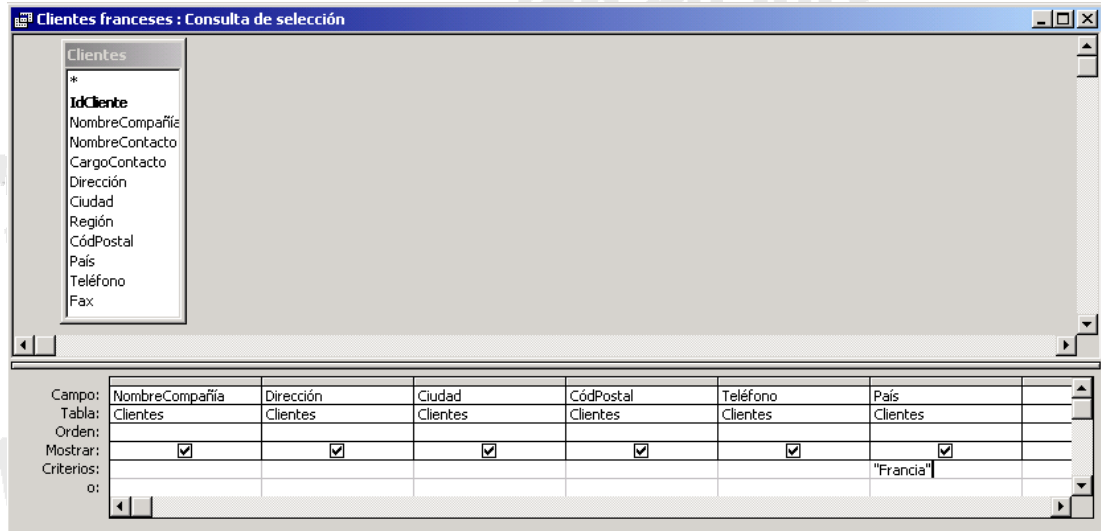 Clientes franceses : Consulta de selección
Clientes
*
IdCliente
NombreCompañía
NombreContacto
CargoContacto
Dirección
Ciudad
Región
CódPostal
País
Teléfono
Fax
Campo: NombreCompañía Dirección Ciudad CódPostal Teléfono País
Tabla: Clientes Clientes Clientes Clientes Clientes Clientes
Orden:
Mostrar:
Criterios: "Francia"
o: